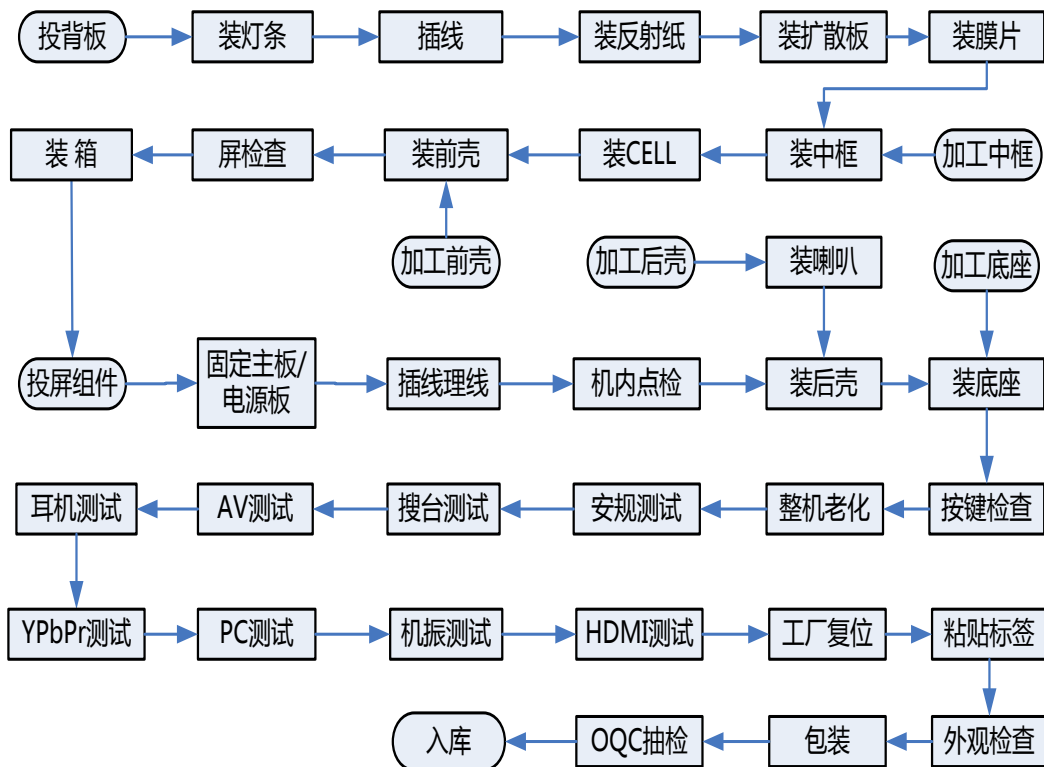 投背板
装灯条
插线
装反射纸
装扩散板
装膜片
装 箱
屏检查
装前壳
装CELL
装中框
加工中框
加工前壳
加工后壳
装喇叭
加工底座
投屏组件
固定主板/
电源板
插线理线
机内点检
装后壳
装底座
耳机测试
AV测试
搜台测试
安规测试
整机老化
按键检查
YPbPr测试
PC测试
机振测试
HDMI测试
工厂复位
粘贴标签
入库
OQC抽检
包装
外观检查